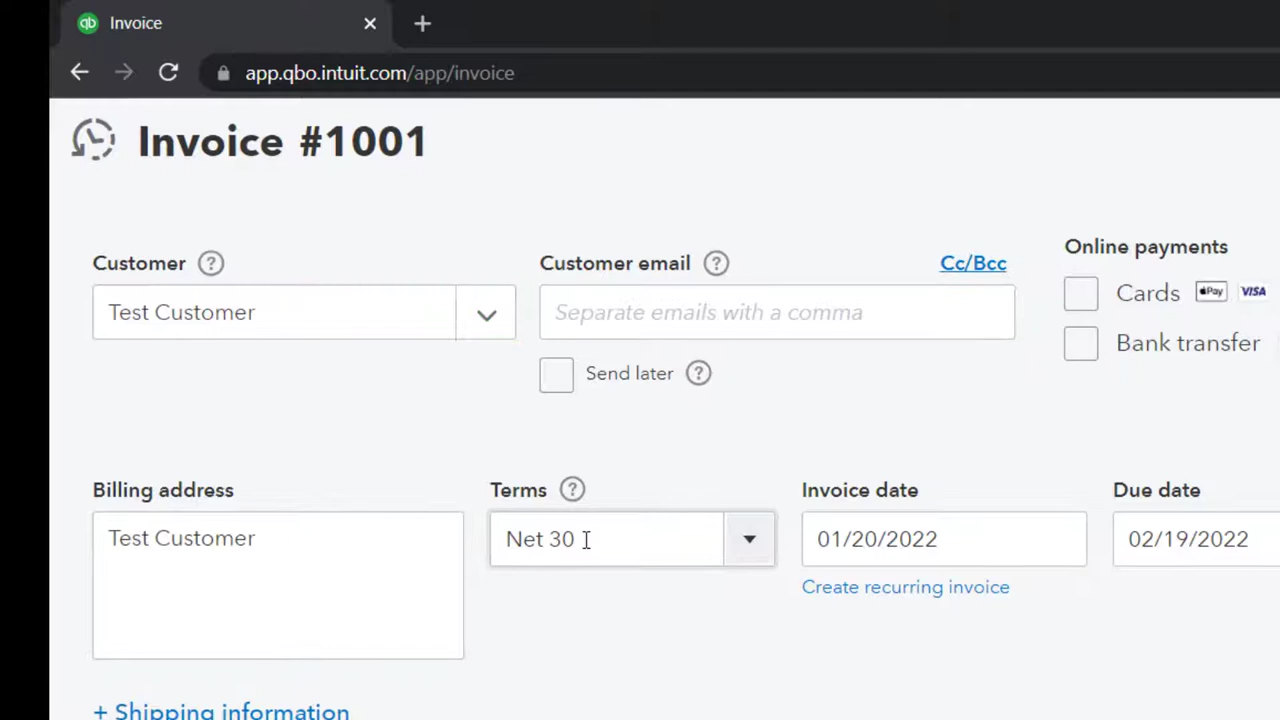 qb Invoice
app.qbo.intuit.com/app/invoice
Invoice #1001
Customer ?
Test Customer
Customer email ? Cc/Bcc
Separate emails with a comma
Send later ?
Online payments
Cards Pay VISA
Bank transfer
Billing address
Test Customer
Terms ?
Net 30
Invoice date
01/20/2022
Create recurring invoice
Due date
02/19/2022
+ Shipping information